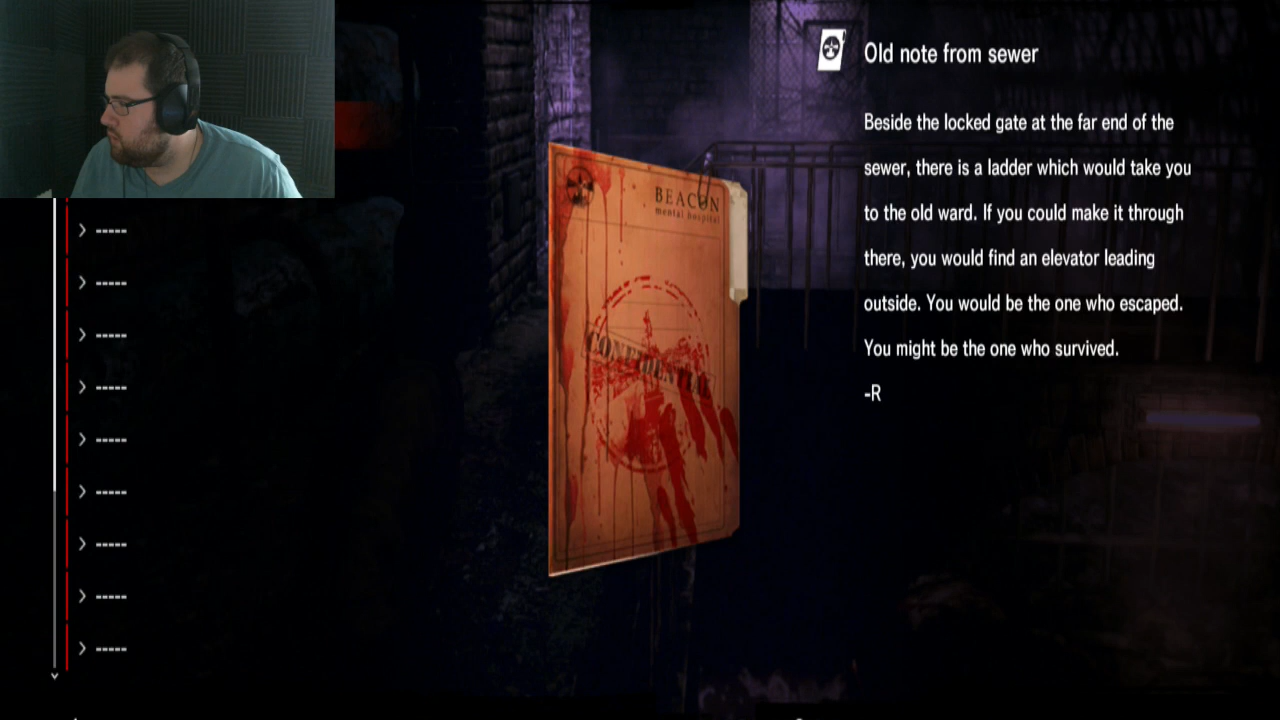 Old note from sewer
Beside the locked gate at the far end of the
sewer, there is a ladder which would take you
to the old ward. If you could make it through
there, you would find an elevator leading
outside. You would be the one who escaped.
You might be the one who survived.
-R
BEACON
mental hospital
CONFIDENTIAL
-----
-----
-----
-----
-----
-----
-----
-----
-----